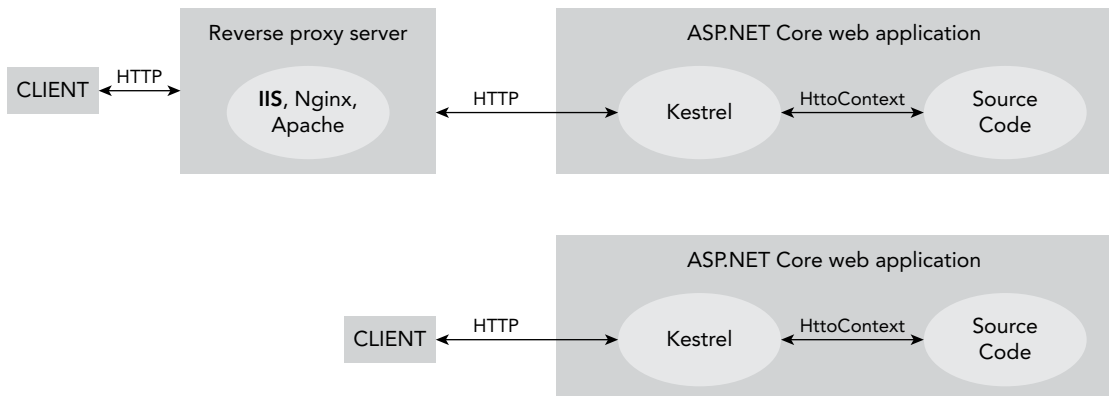 Reverse proxy server
ASP.NET Core web application
CLIENT
HTTP
IIS, Nginx,
Apache
HTTP
Kestrel
HttoContext
Source
Code
ASP.NET Core web application
CLIENT
HTTP
Kestrel
HttoContext
Source
Code